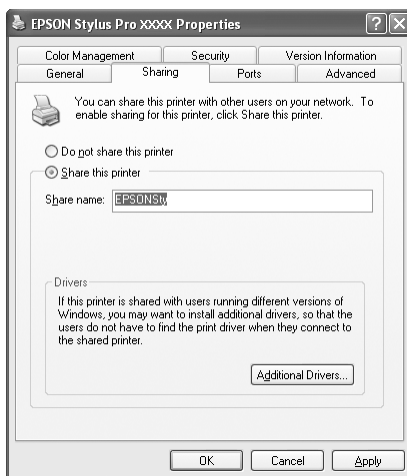 EPSON Stylus Pro XXXX Properties
Color Management Security Version Information
General Sharing Ports Advanced
You can share this printer with other users on your network. To
enable sharing for this printer, click Share this printer.
Do not share this printer
Share this printer
Share name: EPSONSty
Drivers
If this printer is shared with users running different versions of
Windows, you may want to install additional drivers, so that the
users do not have to find the print driver when they connect to
the shared printer.
Additional Drivers...
OK Cancel Apply